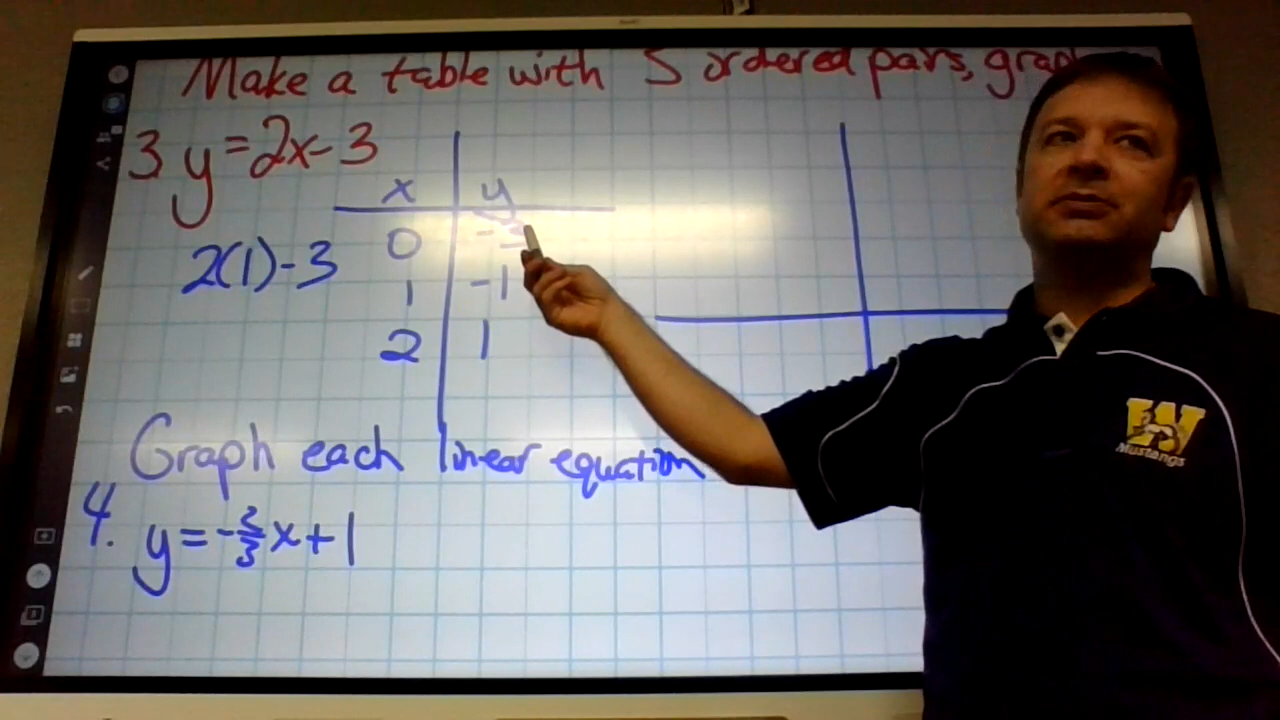 Make a table with 5 ordered pairs, grap
3 y=2x-3
x y
2(1)-3
0 -3
1 -1
2 1
Graph each linear equation
4. y=-2/3x+1
W
Mustangs